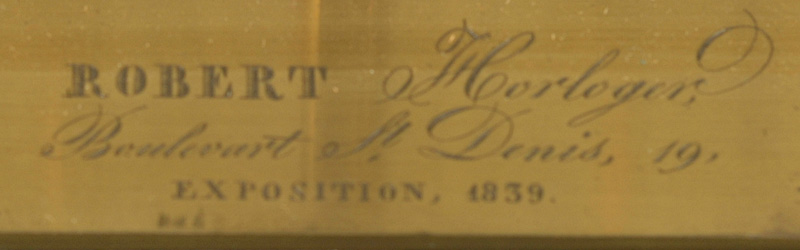 ROBERT Horloger,
Boulevart St Denis, 19,
EXPOSITION, 1839.